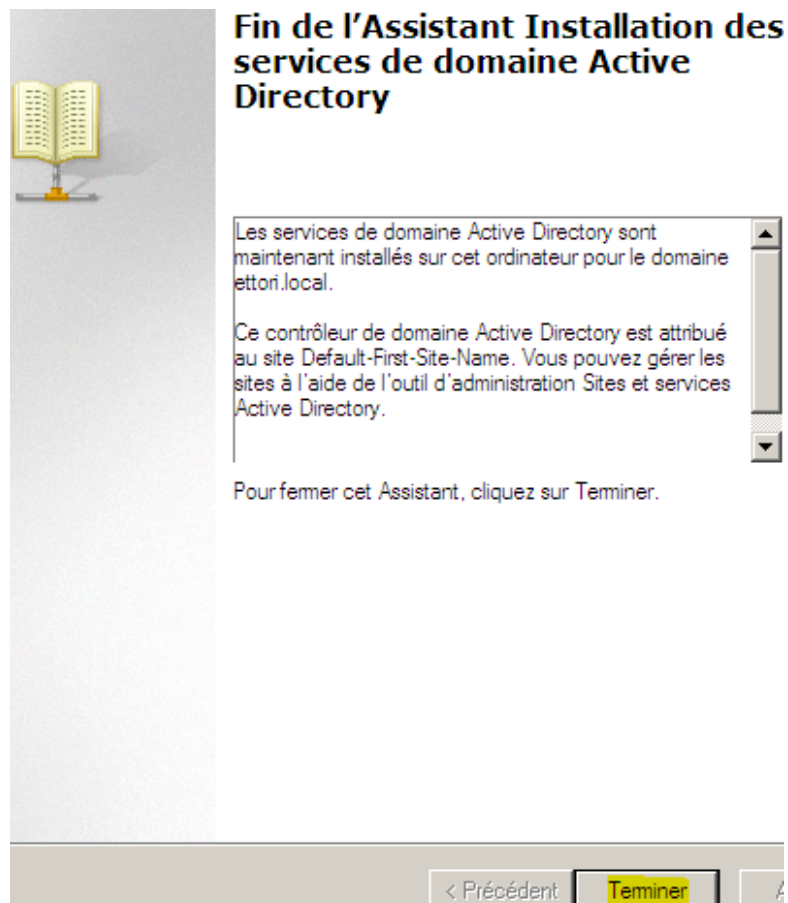 Fin de l'Assistant Installation des
services de domaine Active
Directory
Les services de domaine Active Directory sont
maintenant installés sur cet ordinateur pour le domaine
ettori.local.
Ce contrôleur de domaine Active Directory est attribué
au site Default-First-Site-Name. Vous pouvez gérer les
sites à l'aide de l'outil d'administration Sites et services
Active Directory.
Pour fermer cet Assistant, cliquez sur Terminer.
< Précédent Terminer